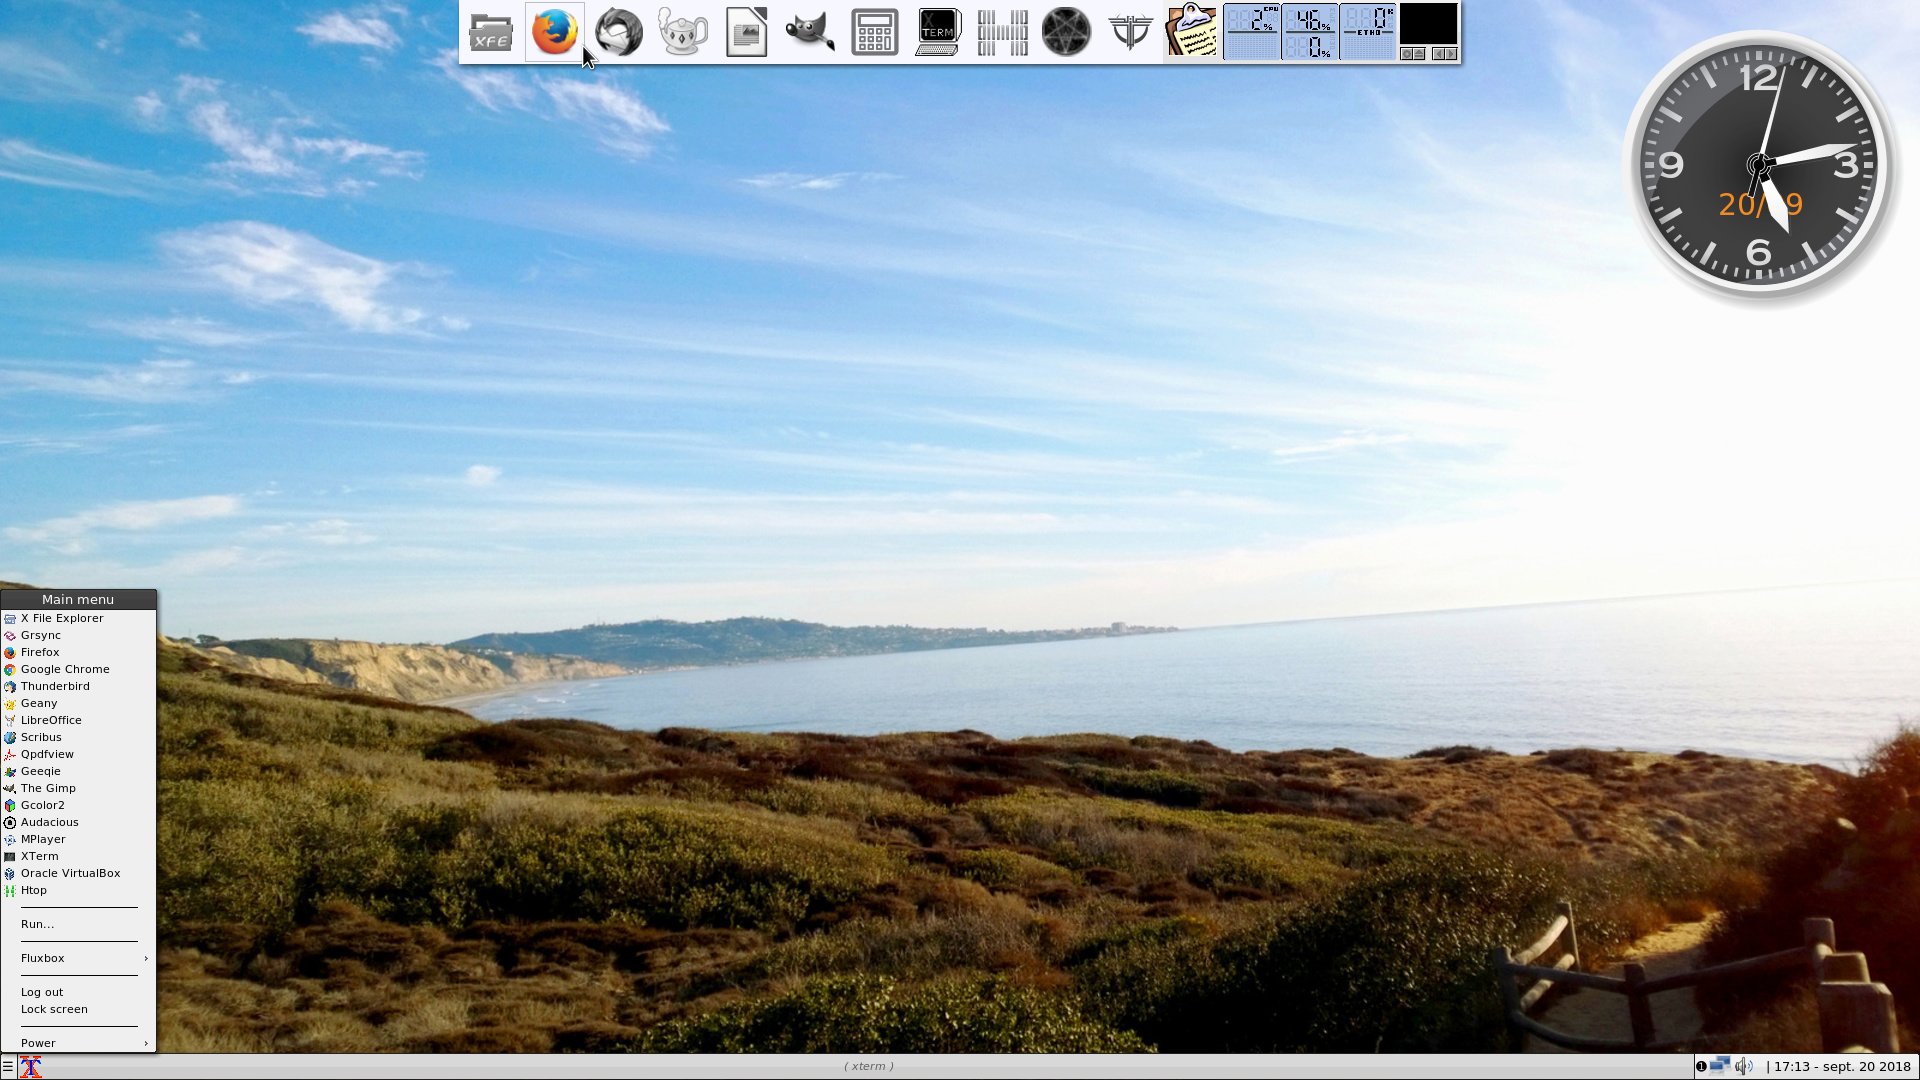 XFE
X
TERM
2%
CPU
46%
0%
0
ETH0
12
3
6
9
20/
9
Main menu
X File Explorer
Grsync
Firefox
Google Chrome
Thunderbird
Geany
LibreOffice
Scribus
Qpdfview
Geeqie
The Gimp
Gcolor2
Audacious
MPlayer
XTerm
Oracle VirtualBox
Htop
Run...
Fluxbox ›
Log out
Lock screen
Power ›
( xterm )
1
| 17:13 - sept. 20 2018